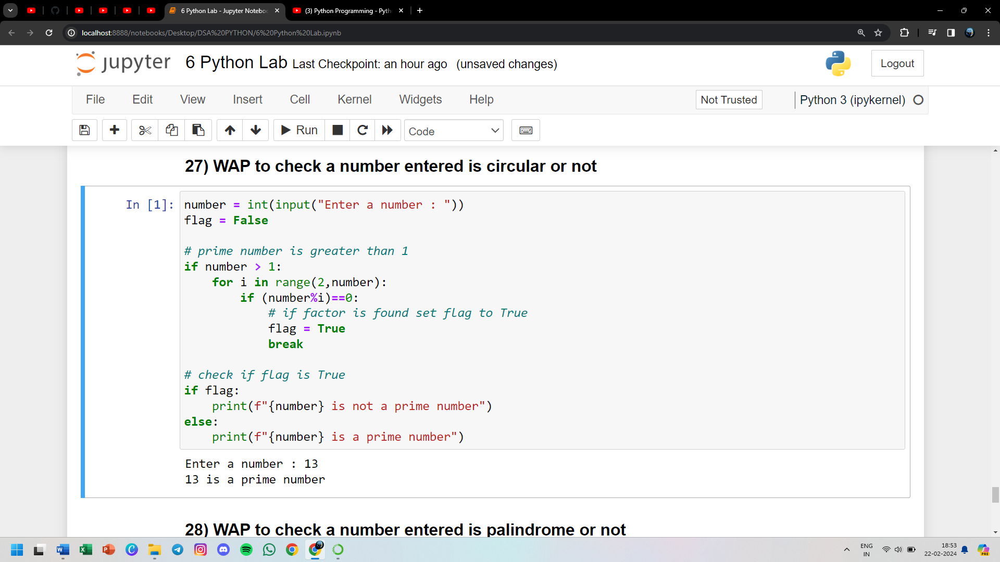 6 Python Lab - Jupyter Noteboo
(3) Python Programming - Pyth
localhost:8888/notebooks/Desktop/DSA%20PYTHON/6%20Python%20Lab.ipynb
jupyter 6 Python Lab Last Checkpoint: an hour ago (unsaved changes)
Logout
File Edit View Insert Cell Kernel Widgets Help
Not Trusted
Python 3 (ipykernel)
Run
Code
27) WAP to check a number entered is circular or not
In [1]:
number = int(input("Enter a number : "))
flag = False
# prime number is greater than 1
if number > 1:
    for i in range(2,number):
        if (number%i)==0:
            # if factor is found set flag to True
            flag = True
            break
# check if flag is True
if flag:
    print(f"{number} is not a prime number")
else:
    print(f"{number} is a prime number")
Enter a number : 13
13 is a prime number
28) WAP to check a number entered is palindrome or not
ENG
IN
18:53
22-02-2024
PRE